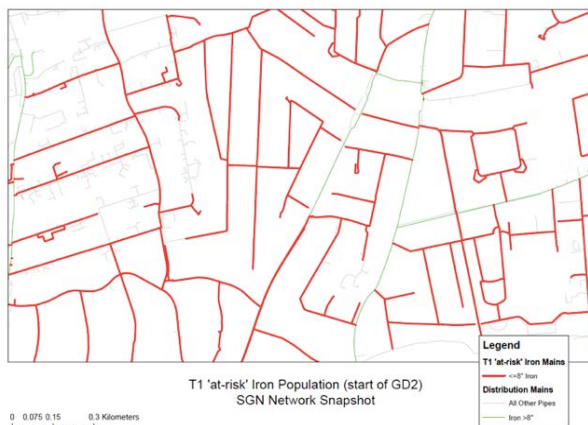 Legend
T1 'at-risk' Iron Mains
<=8" Iron
Distribution Mains
All Other Pipes
Iron >8"
T1 'at-risk' Iron Population (start of GD2)
SGN Network Snapshot
0 0.075 0.15 0.3 Kilometers